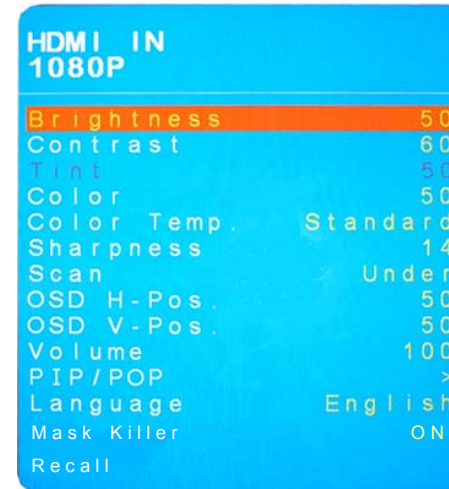 HDMI IN
1080P
Brightness 50
Contrast 60
Tint 50
Color 50
Color Temp. Standard
Sharpness 14
Scan Under
OSD H-Pos. 50
OSD V-Pos. 50
Volume 100
PIP/POP >
Language English
Mask Killer ON
Recall